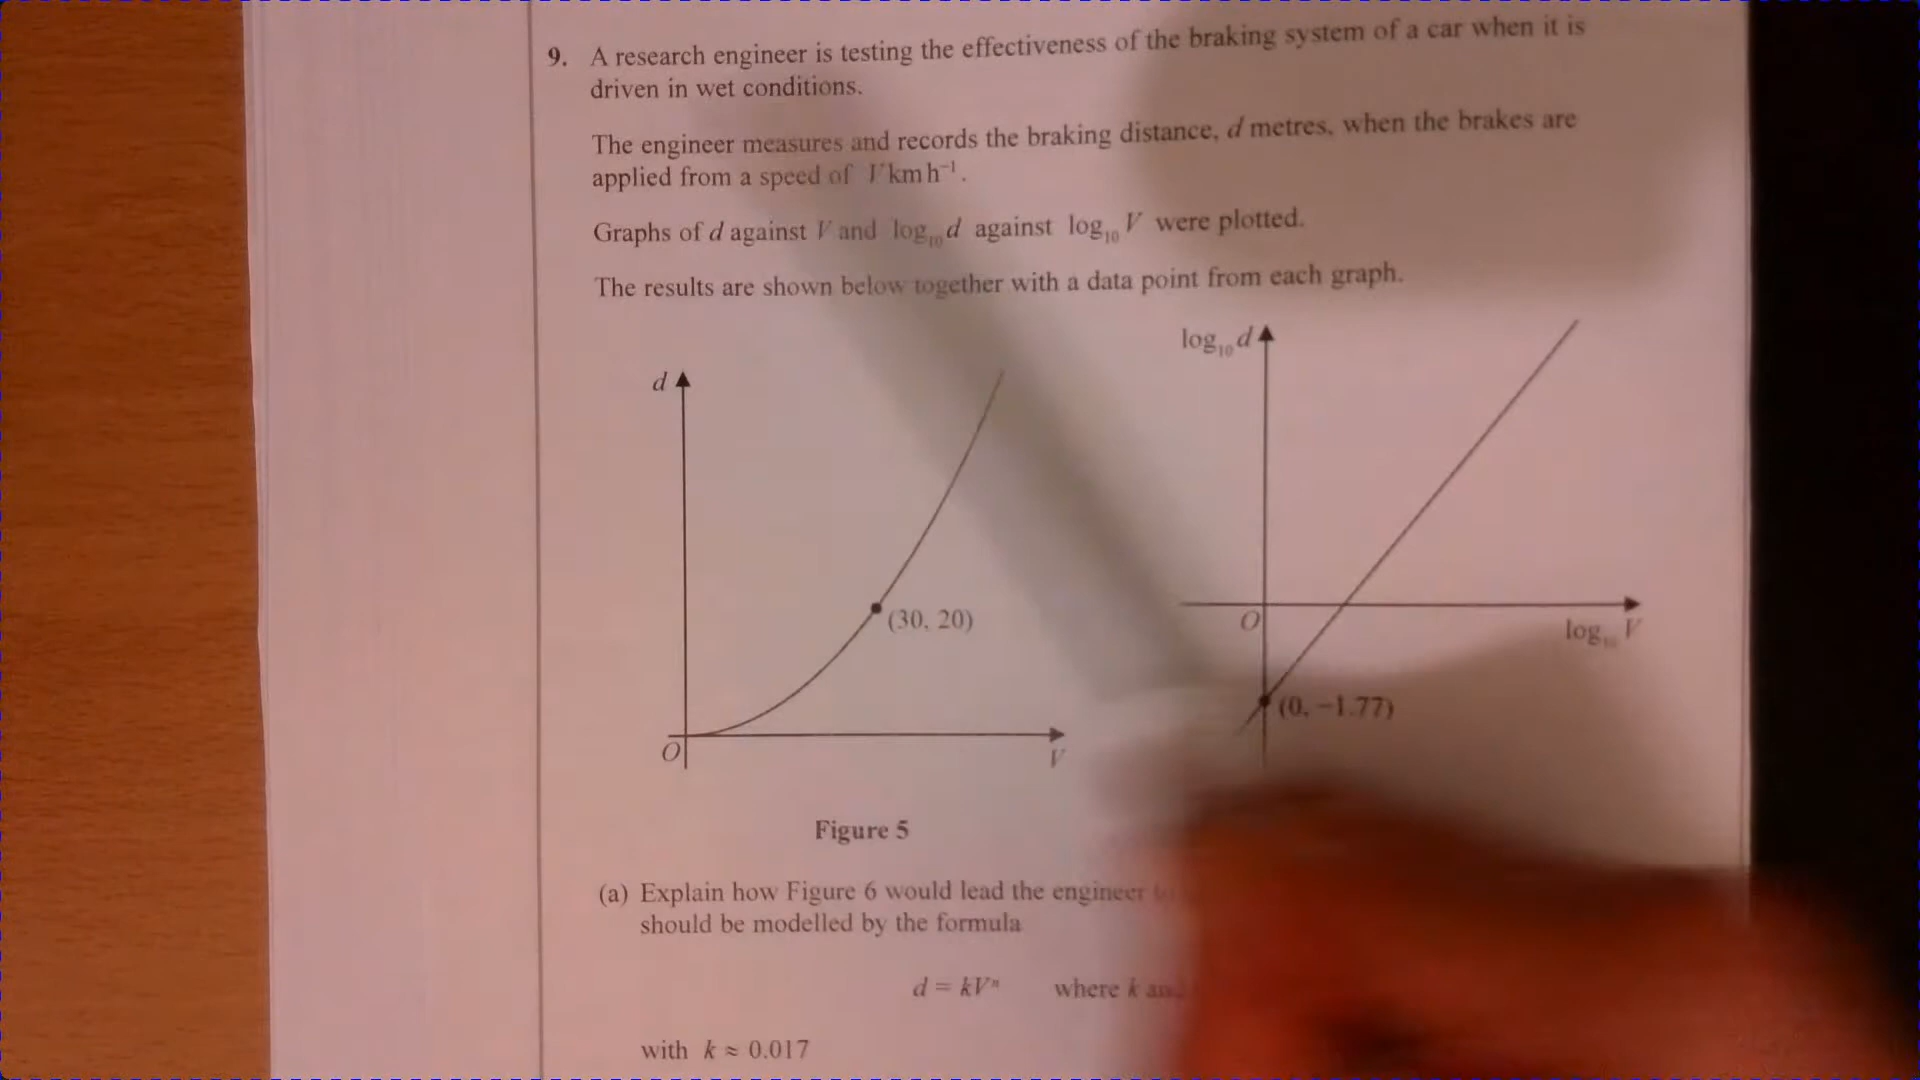 9. A research engineer is testing the effectiveness of the braking system of a car when it is
driven in wet conditions.
The engineer measures and records the braking distance, d metres, when the brakes are
applied from a speed of V km h⁻¹.
Graphs of d against V and log₁₀ d against log₁₀ V were plotted.
The results are shown below together with a data point from each graph.
d
(30, 20)
O
V
log₁₀ d
O
log₁₀ V
(0, −1.77)
Figure 5
(a) Explain how Figure 6 would lead the engineer
should be modelled by the formula
d = kVⁿ where k and
with k ≈ 0.017